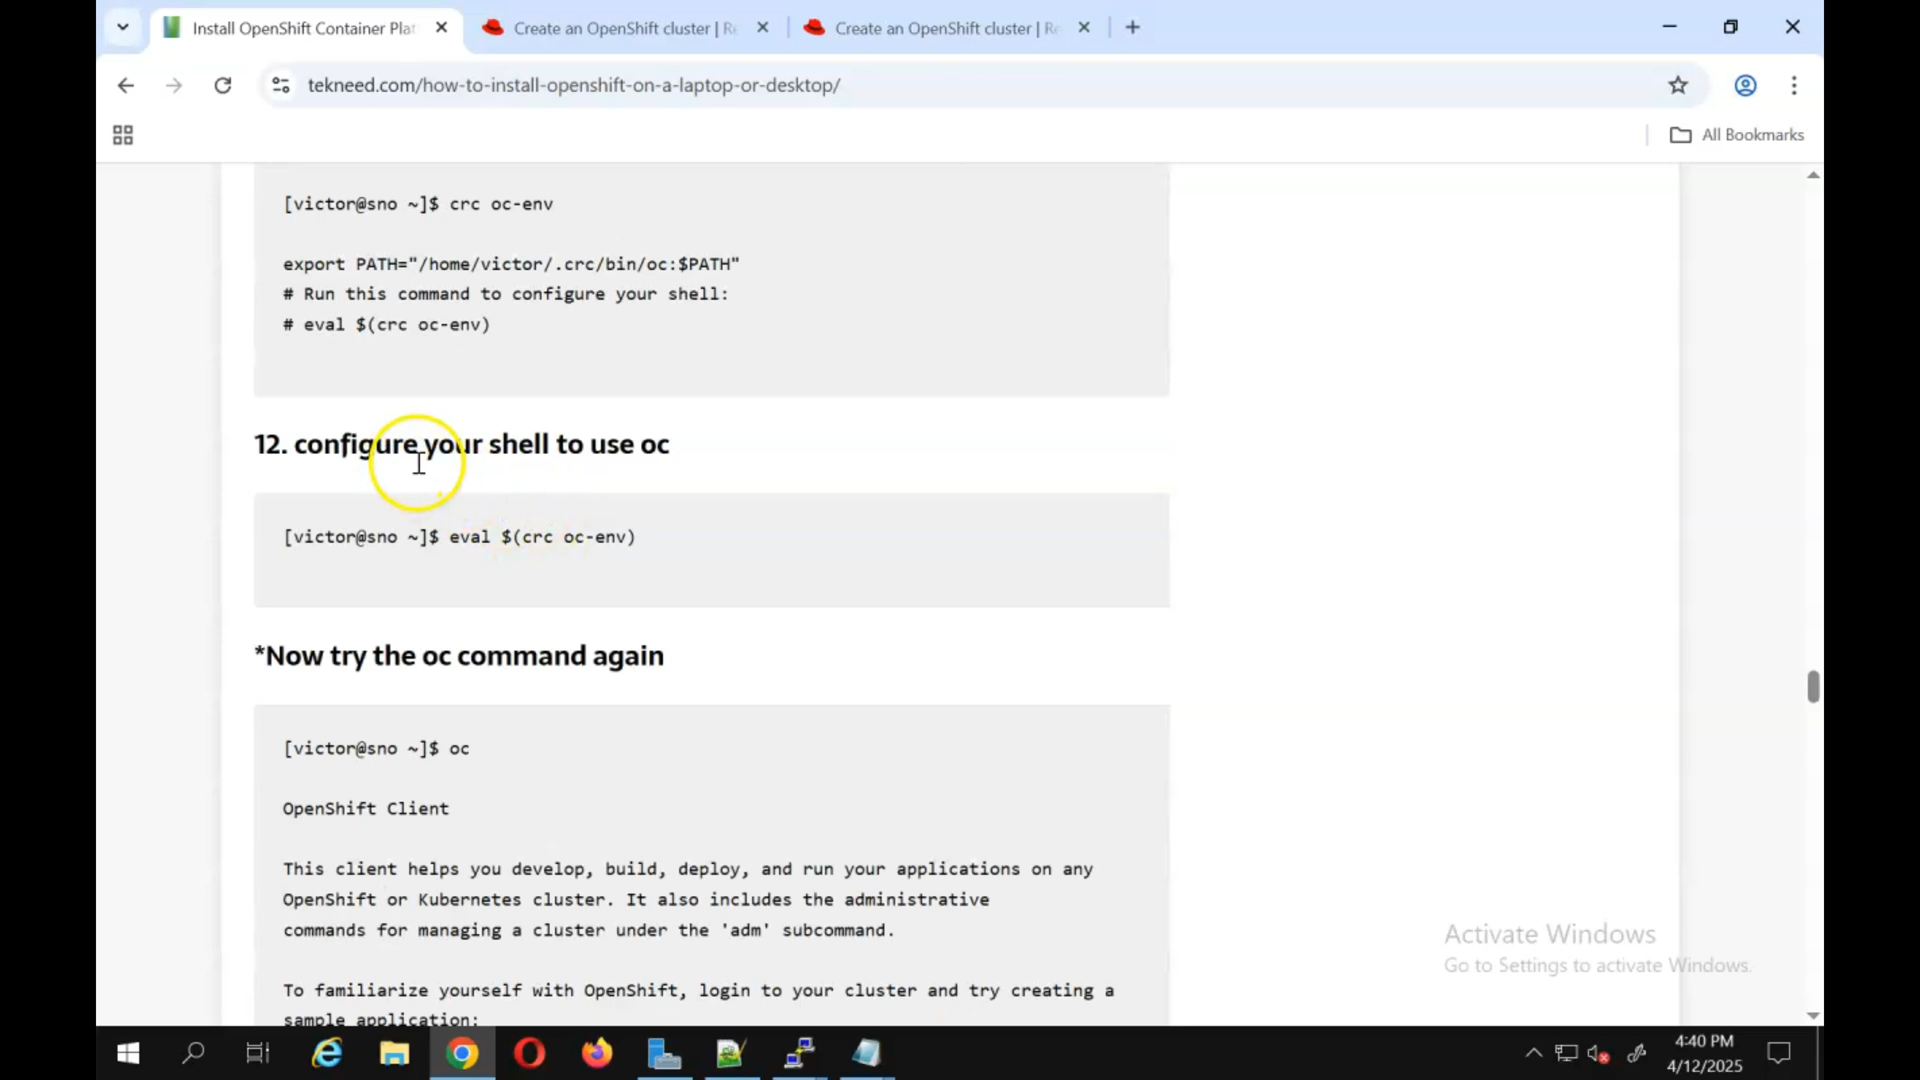 Install OpenShift Container Plat
Create an OpenShift cluster | Re
Create an OpenShift cluster | Re
tekneed.com/how-to-install-openshift-on-a-laptop-or-desktop/
All Bookmarks
[victor@sno ~]$ crc oc-env
export PATH="/home/victor/.crc/bin/oc:$PATH"
# Run this command to configure your shell:
# eval $(crc oc-env)
12. configure your shell to use oc
[victor@sno ~]$ eval $(crc oc-env)
*Now try the oc command again
[victor@sno ~]$ oc
OpenShift Client
This client helps you develop, build, deploy, and run your applications on any
OpenShift or Kubernetes cluster. It also includes the administrative
commands for managing a cluster under the 'adm' subcommand.
To familiarize yourself with OpenShift, login to your cluster and try creating a
sample application:
Activate Windows
Go to Settings to activate Windows.
4:40 PM
4/12/2025